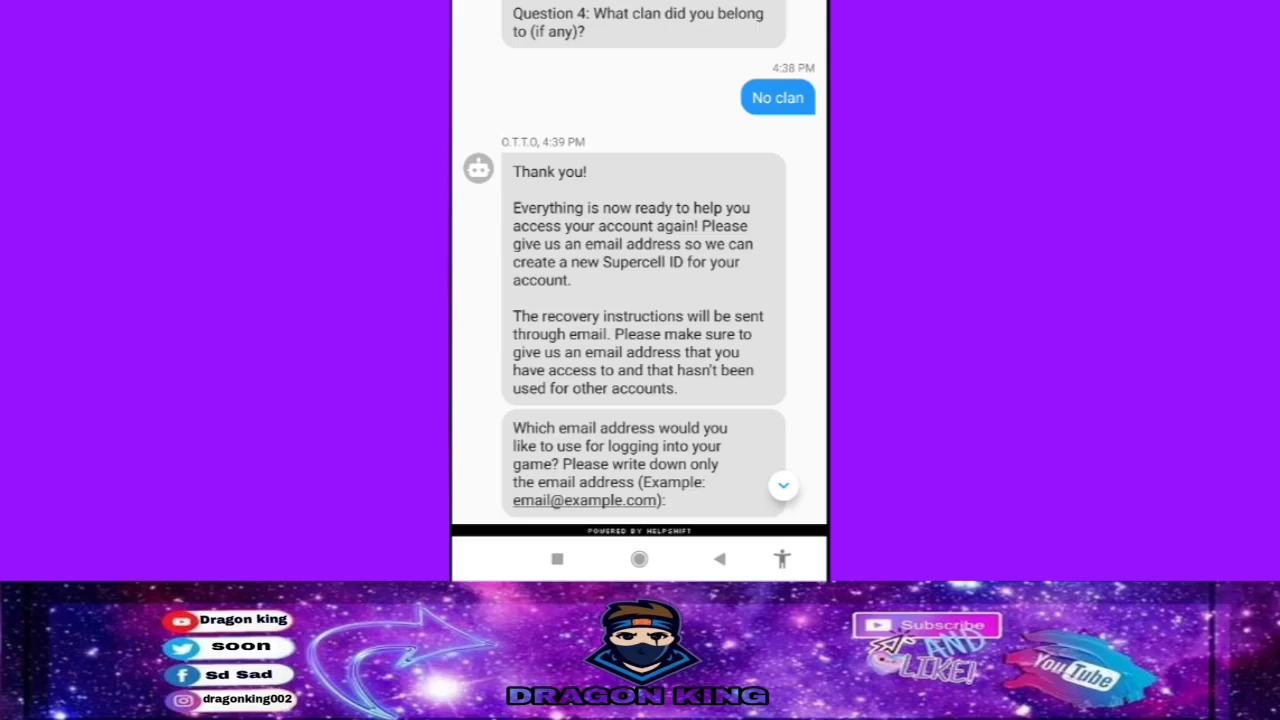 Question 4: What clan did you belong
to (if any)?
4:38 PM
No clan
O.T.T.O, 4:39 PM
Thank you!
Everything is now ready to help you
access your account again! Please
give us an email address so we can
create a new Supercell ID for your
account.
The recovery instructions will be sent
through email. Please make sure to
give us an email address that you
have access to and that hasn't been
used for other accounts.
Which email address would you
like to use for logging into your
game? Please write down only
the email address (Example:
email@example.com):
POWERED BY HELPSHIFT
Dragon king
soon
Sd Sad
dragonking002
DRAGON KING
Subscribe
AND
LIKE!
YouTube